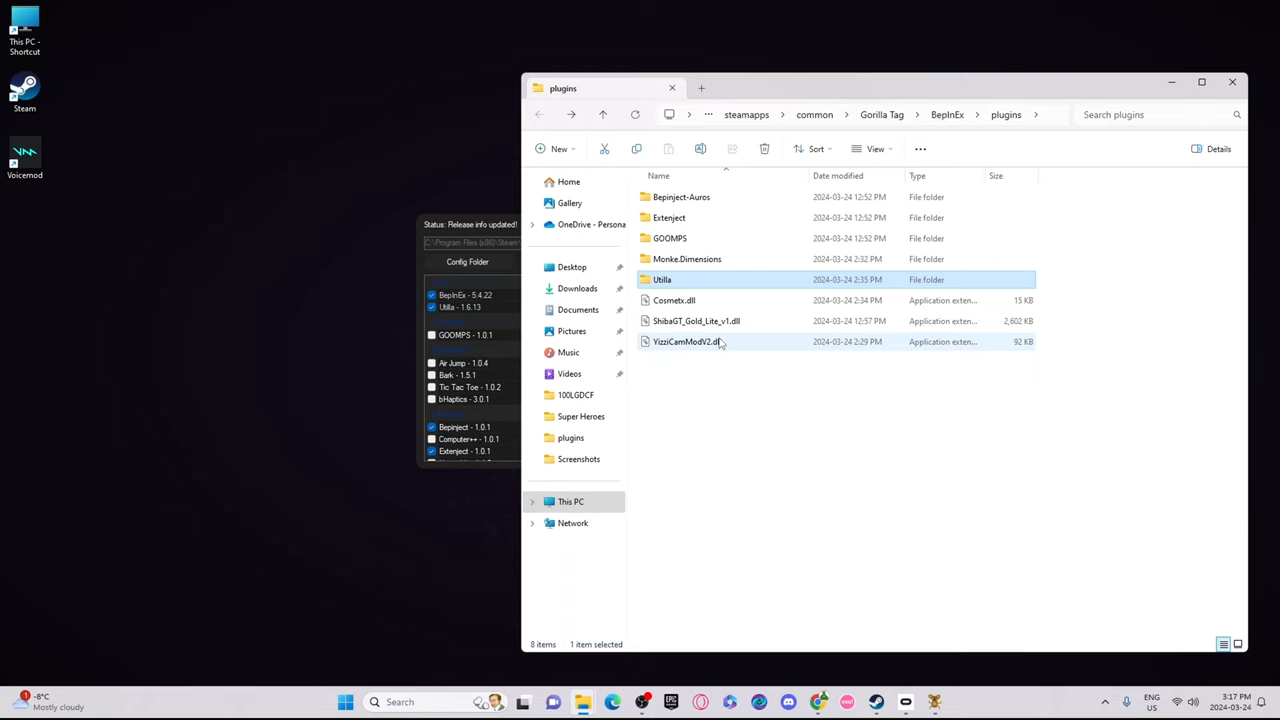 This PC -
Shortcut
Steam
Voicemod
plugins
steamapps
common
Gorilla Tag
BepInEx
plugins
Search plugins
New
Sort
View
Details
Name
Date modified
Type
Size
Home
Gallery
OneDrive - Persona
Desktop
Downloads
Documents
Pictures
Music
Videos
100LGDCF
Super Heroes
plugins
Screenshots
This PC
Network
Bepinject-Auros 2024-03-24 12:52 PM File folder
Extenject 2024-03-24 12:52 PM File folder
GOOMPS 2024-03-24 12:52 PM File folder
Monke.Dimensions 2024-03-24 2:32 PM File folder
Utilla 2024-03-24 2:35 PM File folder
Cosmetx.dll 2024-03-24 2:34 PM Application exten... 15 KB
ShibaGT_Gold_Lite_v1.dll 2024-03-24 12:57 PM Application exten... 2,602 KB
YizziCamModV2.dll 2024-03-24 2:29 PM Application exten... 92 KB
8 items 1 item selected
Status: Release info updated!
C:\Program Files (x86)\Steam\
Config Folder
BepInEx - 5.4.22
Utilla - 1.6.13
GOOMPS - 1.0.1
Air Jump - 1.0.4
Bark - 1.5.1
Tic Tac Toe - 1.0.2
bHaptics - 3.0.1
Bepinject - 1.0.1
Computer++ - 1.0.1
Extenject - 1.0.1
1
-8°C
Mostly cloudy
Search
ENG
US
3:17 PM
2024-03-24